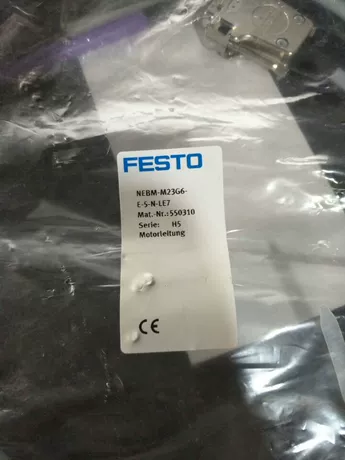 FESTO
NEBM-M23G6-
E-5-N-LE7
Mat.-Nr.:550310
Serie: H5
Motorleitung
CE